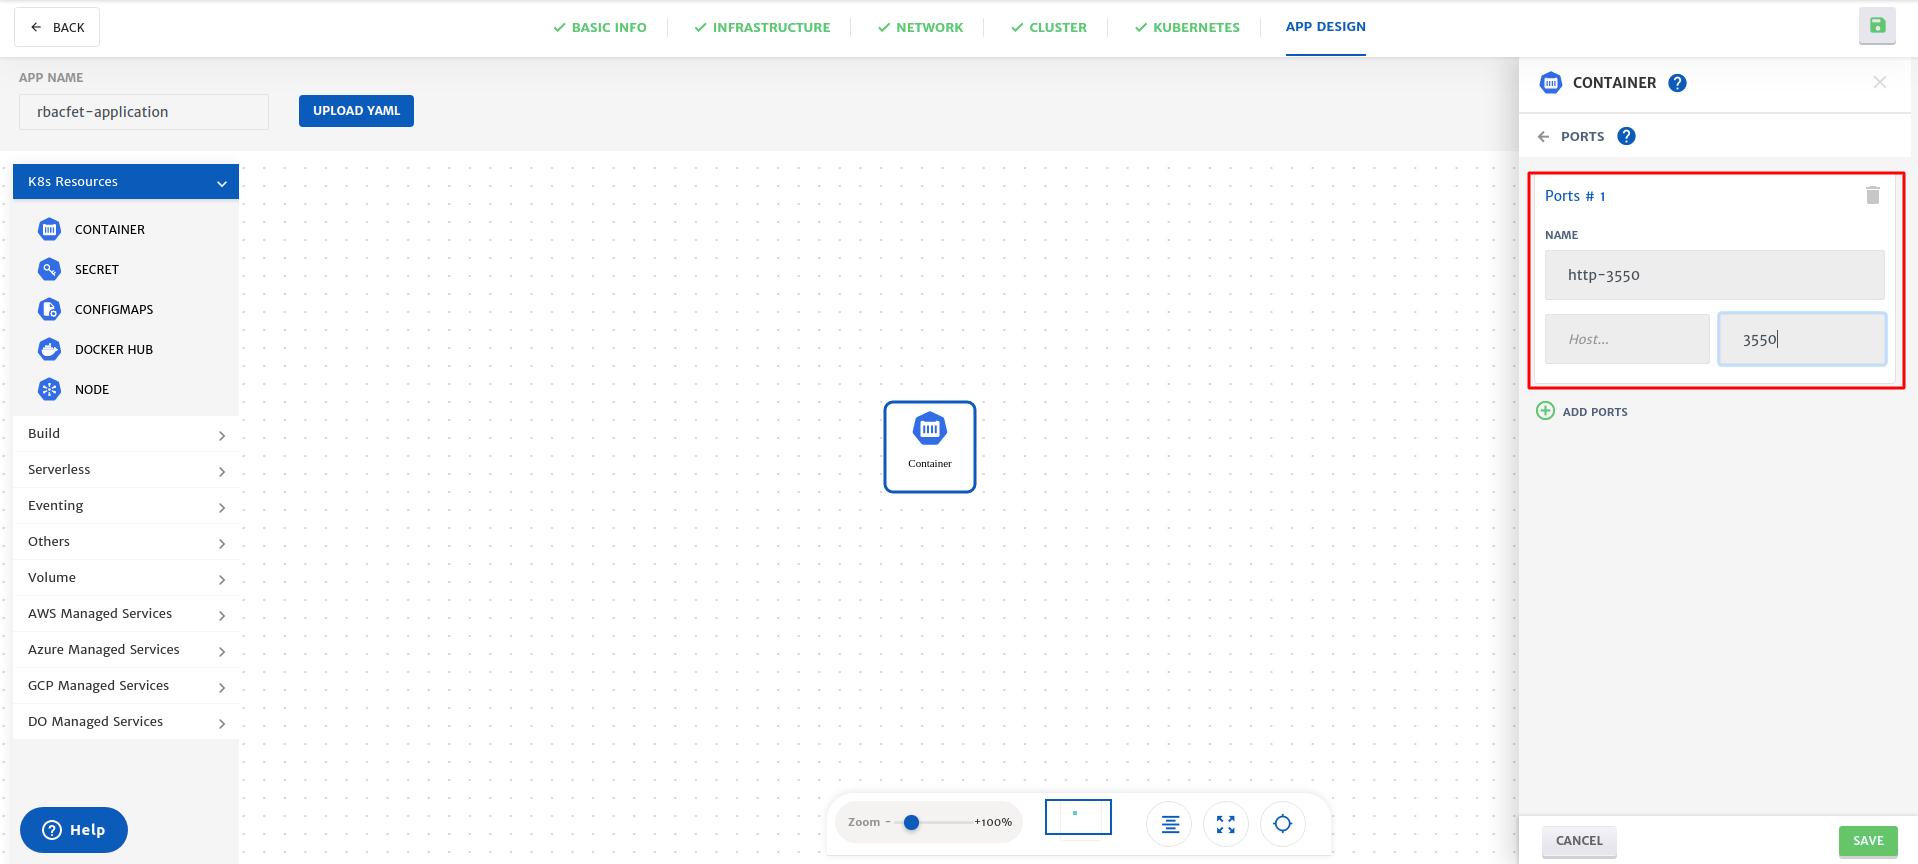 BACK
BASIC INFO
INFRASTRUCTURE
NETWORK
CLUSTER
KUBERNETES
APP DESIGN
APP NAME
rbacfet-application
UPLOAD YAML
K8s Resources
CONTAINER
SECRET
CONFIGMAPS
DOCKER HUB
NODE
Build
Serverless
Eventing
Others
Volume
AWS Managed Services
Azure Managed Services
GCP Managed Services
DO Managed Services
? Help
Container
Zoom - +100%
CONTAINER ?
PORTS ?
Ports # 1
NAME
http-3550
Host... 3550
ADD PORTS
CANCEL SAVE